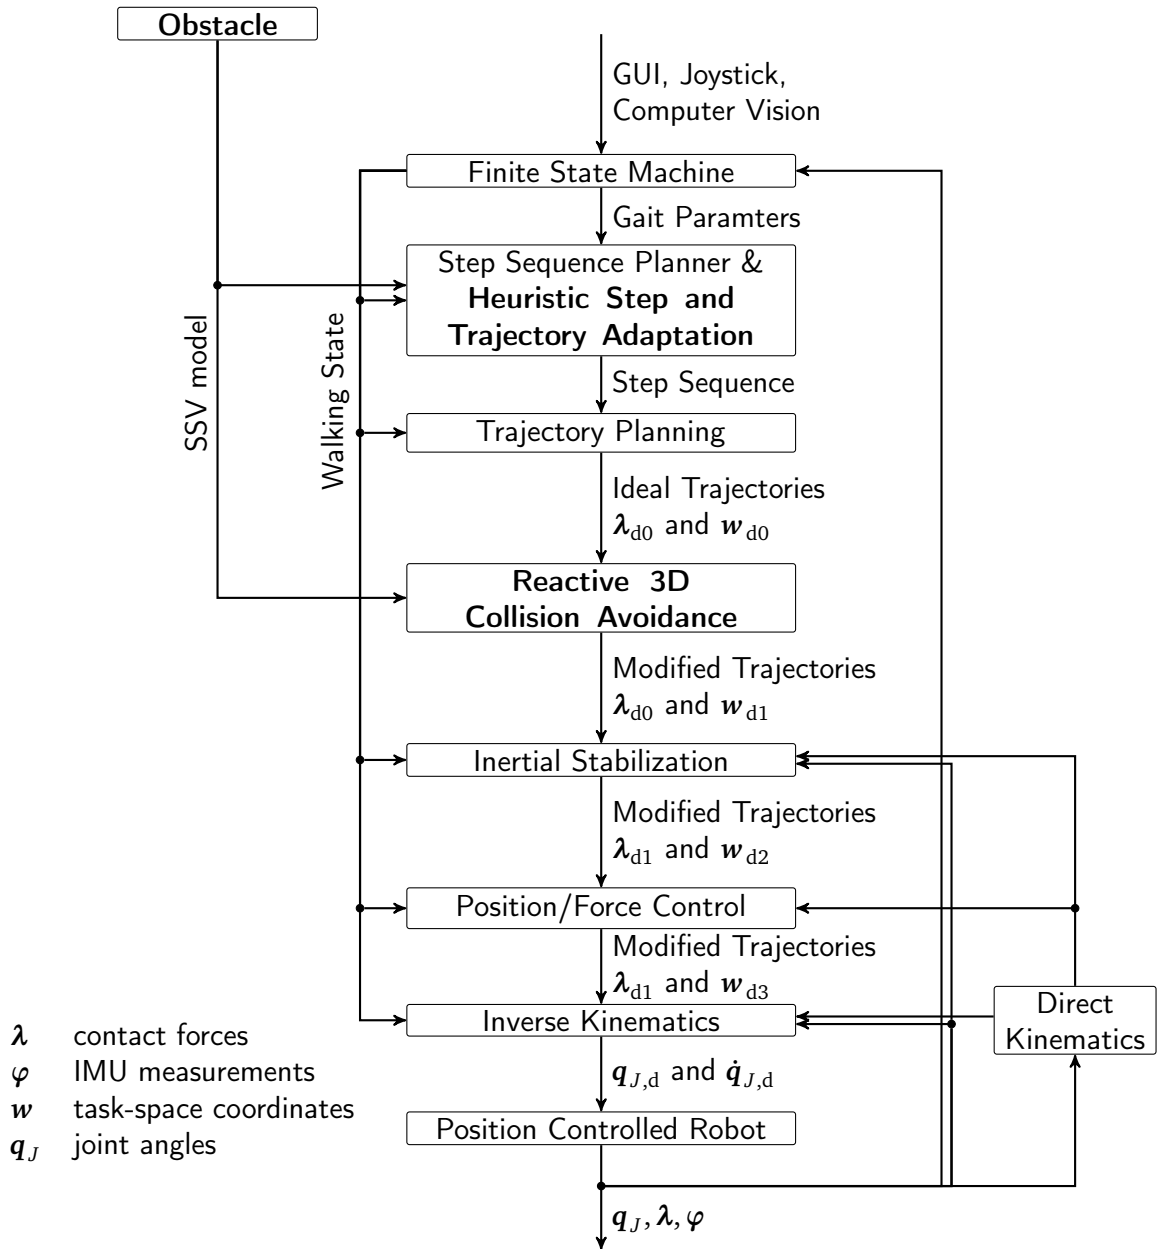 Obstacle
GUI, Joystick,
Computer Vision
Finite State Machine
Gait Paramters
Step Sequence Planner &
Heuristic Step and
Trajectory Adaptation
SSV model
Walking State
Step Sequence
Trajectory Planning
Ideal Trajectories
λd0 and wd0
Reactive 3D
Collision Avoidance
Modified Trajectories
λd0 and wd1
Inertial Stabilization
Modified Trajectories
λd1 and wd2
Position/Force Control
Modified Trajectories
λd1 and wd3
Inverse Kinematics
Direct
Kinematics
qJ,d and q̇J,d
Position Controlled Robot
qJ, λ, φ
λ contact forces
φ IMU measurements
w task-space coordinates
qJ joint angles